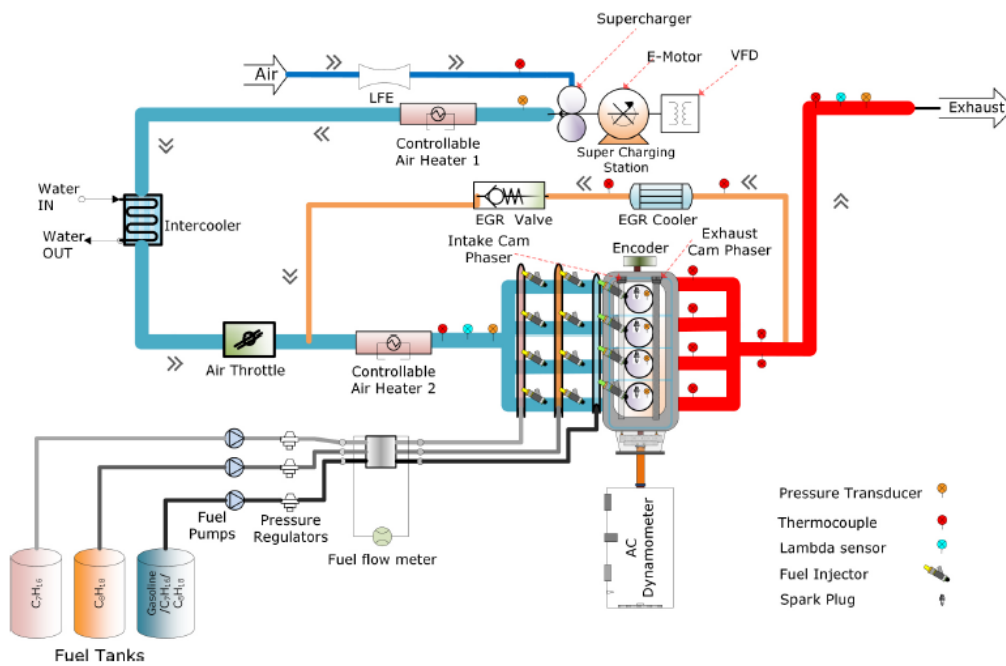 Supercharger
E-Motor
VFD
Air
LFE
Exhaust
Controllable
Air Heater 1
Super Charging
Station
Water
IN
Intercooler
Water
OUT
EGR Valve
EGR Cooler
Intake Cam
Phaser
Encoder
Exhaust
Cam Phaser
Air Throttle
Controllable
Air Heater 2
Fuel
Pumps
Pressure
Regulators
Fuel flow meter
AC
Dynamometer
Pressure Transducer
Thermocouple
Lambda sensor
Fuel Injector
Spark Plug
C₇H₁₆
C₈H₁₈
Gasoline
/C₇H₁₆/
C₈H₁₈
Fuel Tanks